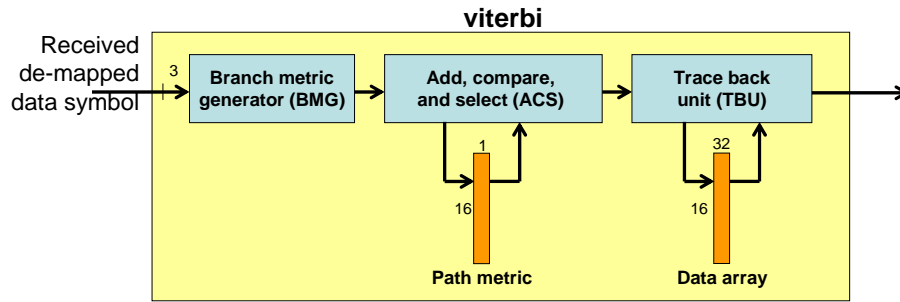 viterbi
Received
de-mapped
data symbol
3
Branch metric
generator (BMG)
Add, compare,
and select (ACS)
Trace back
unit (TBU)
1
16
Path metric
32
16
Data array